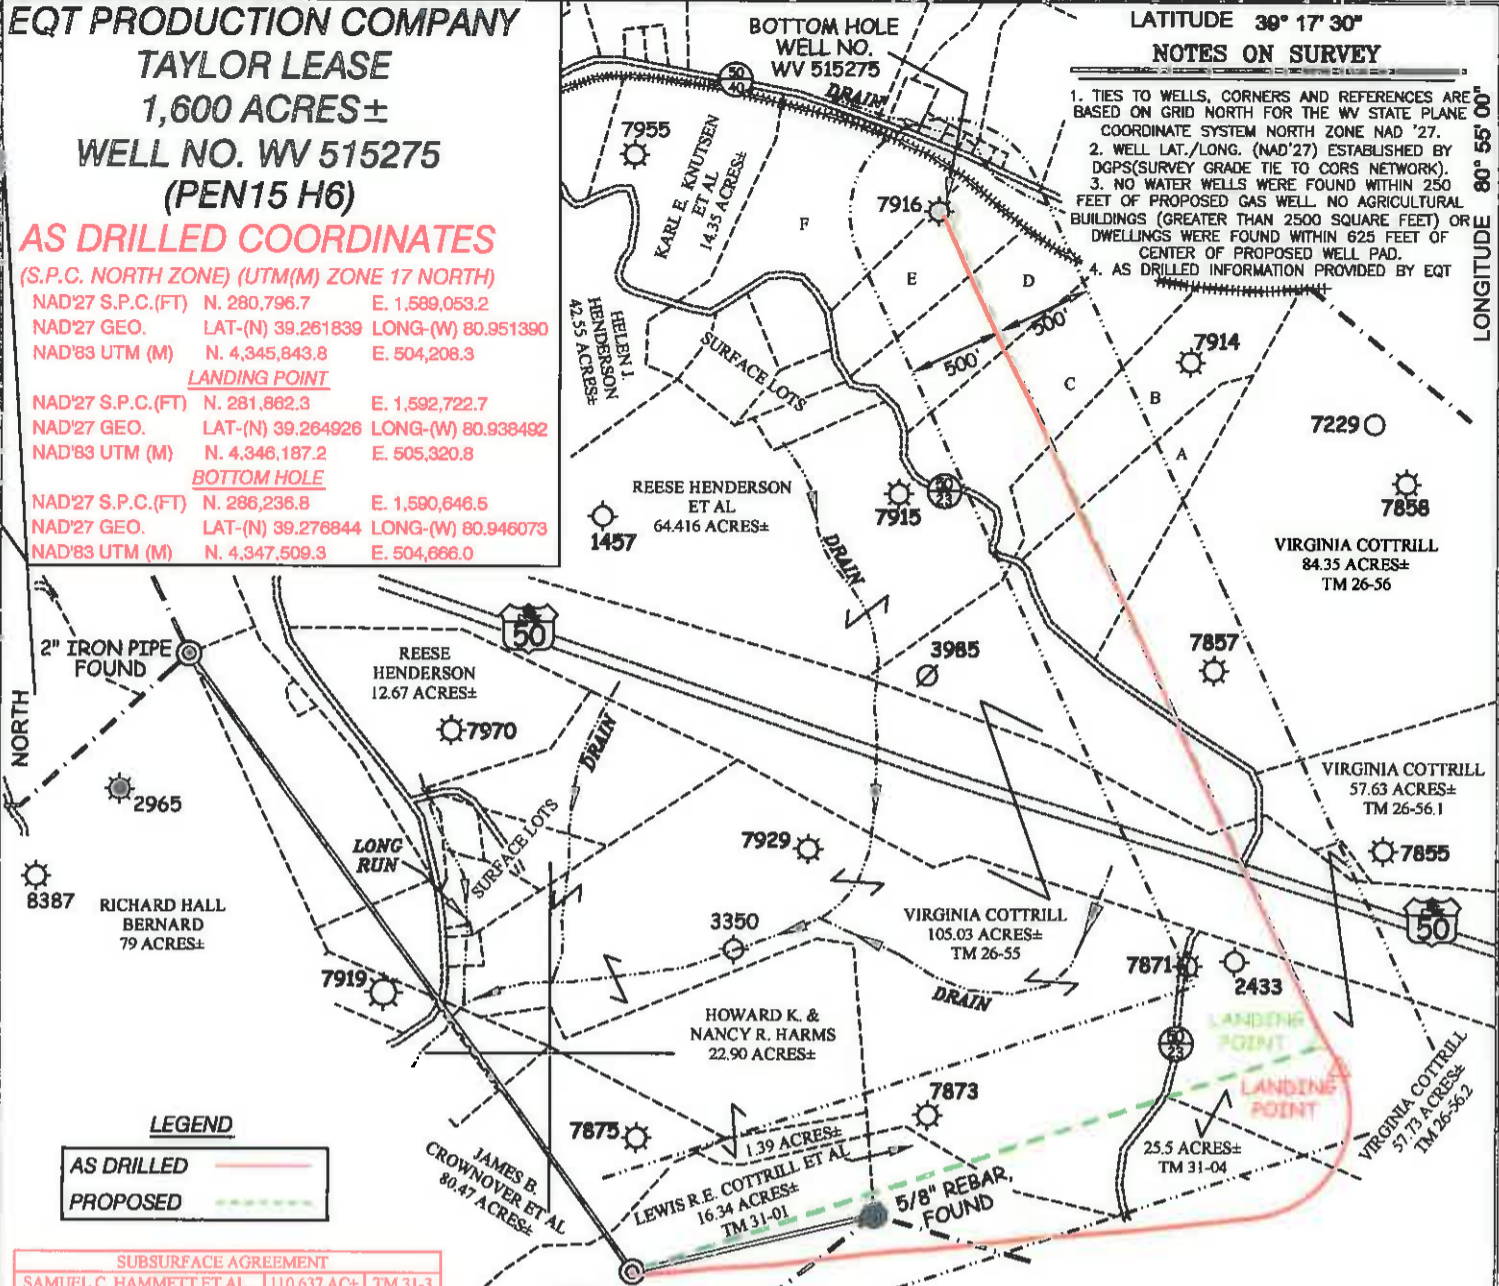 EQT PRODUCTION COMPANY
TAYLOR LEASE
1,600 ACRES±
WELL NO. WV 515275
(PEN15 H6)
AS DRILLED COORDINATES
(S.P.C. NORTH ZONE) (UTM(M) ZONE 17 NORTH)
NAD'27 S.P.C.(FT) N. 280,796.7 E. 1,589,053.2
NAD'27 GEO. LAT-(N) 39.261839 LONG-(W) 80.951390
NAD'83 UTM (M) N. 4,345,843.8 E. 504,208.3
LANDING POINT
NAD'27 S.P.C.(FT) N. 281,862.3 E. 1,592,722.7
NAD'27 GEO. LAT-(N) 39.264926 LONG-(W) 80.938492
NAD'83 UTM (M) N. 4,346,187.2 E. 505,320.8
BOTTOM HOLE
NAD'27 S.P.C.(FT) N. 286,236.8 E. 1,590,646.5
NAD'27 GEO. LAT-(N) 39.276844 LONG-(W) 80.946073
NAD'83 UTM (M) N. 4,347,509.3 E. 504,666.0
BOTTOM HOLE
WELL NO.
WV 515275
LATITUDE 39° 17' 30"
NOTES ON SURVEY
1. TIES TO WELLS, CORNERS AND REFERENCES ARE
BASED ON GRID NORTH FOR THE WV STATE PLANE
COORDINATE SYSTEM NORTH ZONE NAD '27.
2. WELL LAT./LONG. (NAD'27) ESTABLISHED BY
DGPS(SURVEY GRADE TIE TO CORS NETWORK).
3. NO WATER WELLS WERE FOUND WITHIN 250
FEET OF PROPOSED GAS WELL. NO AGRICULTURAL
BUILDINGS (GREATER THAN 2500 SQUARE FEET) OR
DWELLINGS WERE FOUND WITHIN 625 FEET OF
CENTER OF PROPOSED WELL PAD.
4. AS DRILLED INFORMATION PROVIDED BY EQT
LONGITUDE 80° 55' 00"
50
40
DRAIN
7955
KARL E. KNUTSEN
ET AL
14.35 ACRES±
7916
F
E
D
500'
500'
HELEN J.
HENDERSON
42.55 ACRES±
SURFACE LOTS
C
B
A
7914
7229
7858
REESE HENDERSON
ET AL
64.416 ACRES±
1457
7915
50
23
DRAIN
VIRGINIA COTTRILL
84.35 ACRES±
TM 26-56
50
2" IRON PIPE
FOUND
REESE
HENDERSON
12.67 ACRES±
3985
7857
NORTH
7970
DRAIN
2965
VIRGINIA COTTRILL
57.63 ACRES±
TM 26-56.1
LONG
RUN
SURFACE LOTS
7929
7855
8387
RICHARD HALL
BERNARD
79 ACRES±
3350
VIRGINIA COTTRILL
105.03 ACRES±
TM 26-55
50
7919
7871
2433
DRAIN
HOWARD K. &
NANCY R. HARMS
22.90 ACRES±
LANDING
POINT
50
23
LANDING
POINT
LEGEND
AS DRILLED
PROPOSED
7875
7873
1.39 ACRES±
JAMES B.
CROWNOVER ET AL
80.47 ACRES±
LEWIS R.E. COTTRILL ET AL
16.34 ACRES±
TM 31-01
5/8" REBAR
FOUND
25.5 ACRES±
TM 31-04
VIRGINIA COTTRILL
57.73 ACRES±
TM 26-56.2
SUBSURFACE AGREEMENT
SAMUEL C. HAMMETT ET AL 110.637 AC± TM 31-3